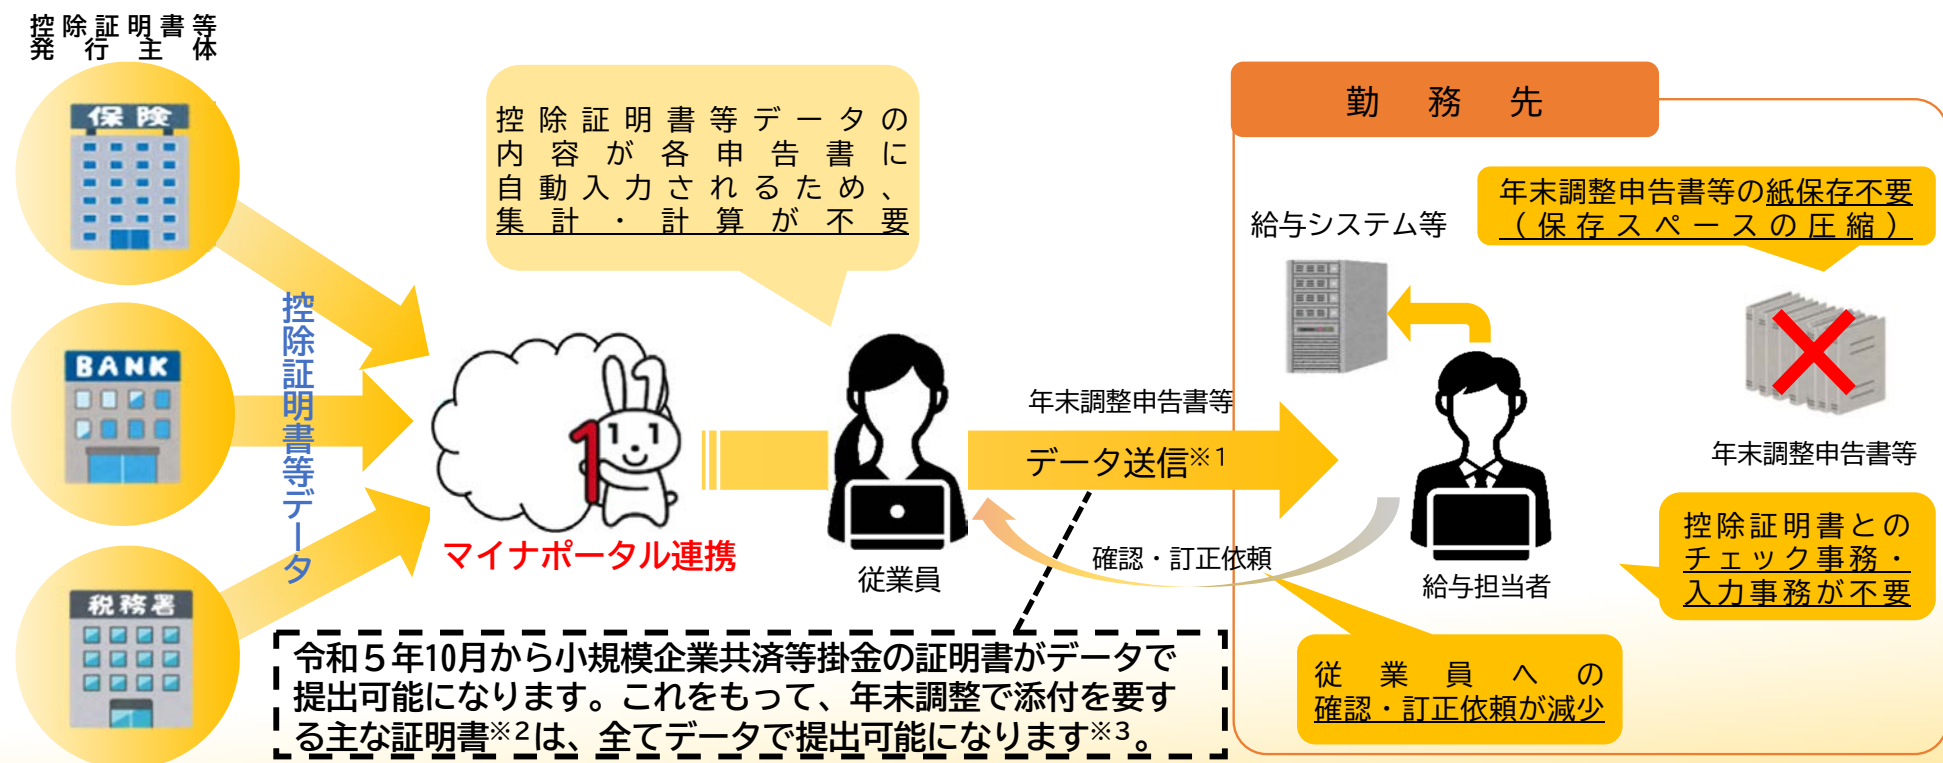 控除証明書等
発行主体
保険
BANK
税務署
控除証明書等データ
控除証明書等データの
内容が各申告書に
自動入力されるため、
集計・計算が不要
マイナポータル連携
従業員
年末調整申告書等
データ送信※1
確認・訂正依頼
令和5年10月から小規模企業共済等掛金の証明書がデータで
提出可能になります。これをもって、年末調整で添付を要す
る主な証明書※2は、全てデータで提出可能になります※3。
勤務先
給与システム等
年末調整申告書等の紙保存不要
(保存スペースの圧縮)
年末調整申告書等
給与担当者
控除証明書との
チェック事務・
入力事務が不要
従業員への
確認・訂正依頼が減少